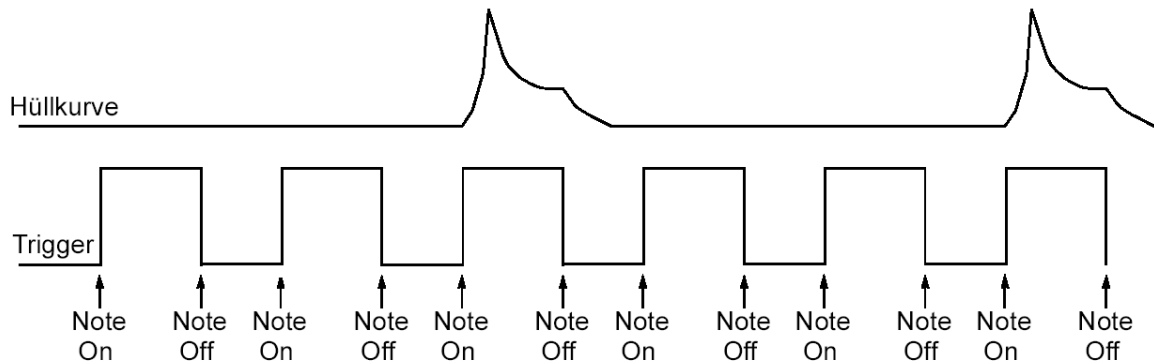 Hüllkurve
Trigger
Note Note Note Note Note Note Note Note Note Note Note Note
On Off On Off On Off On Off On Off On Off